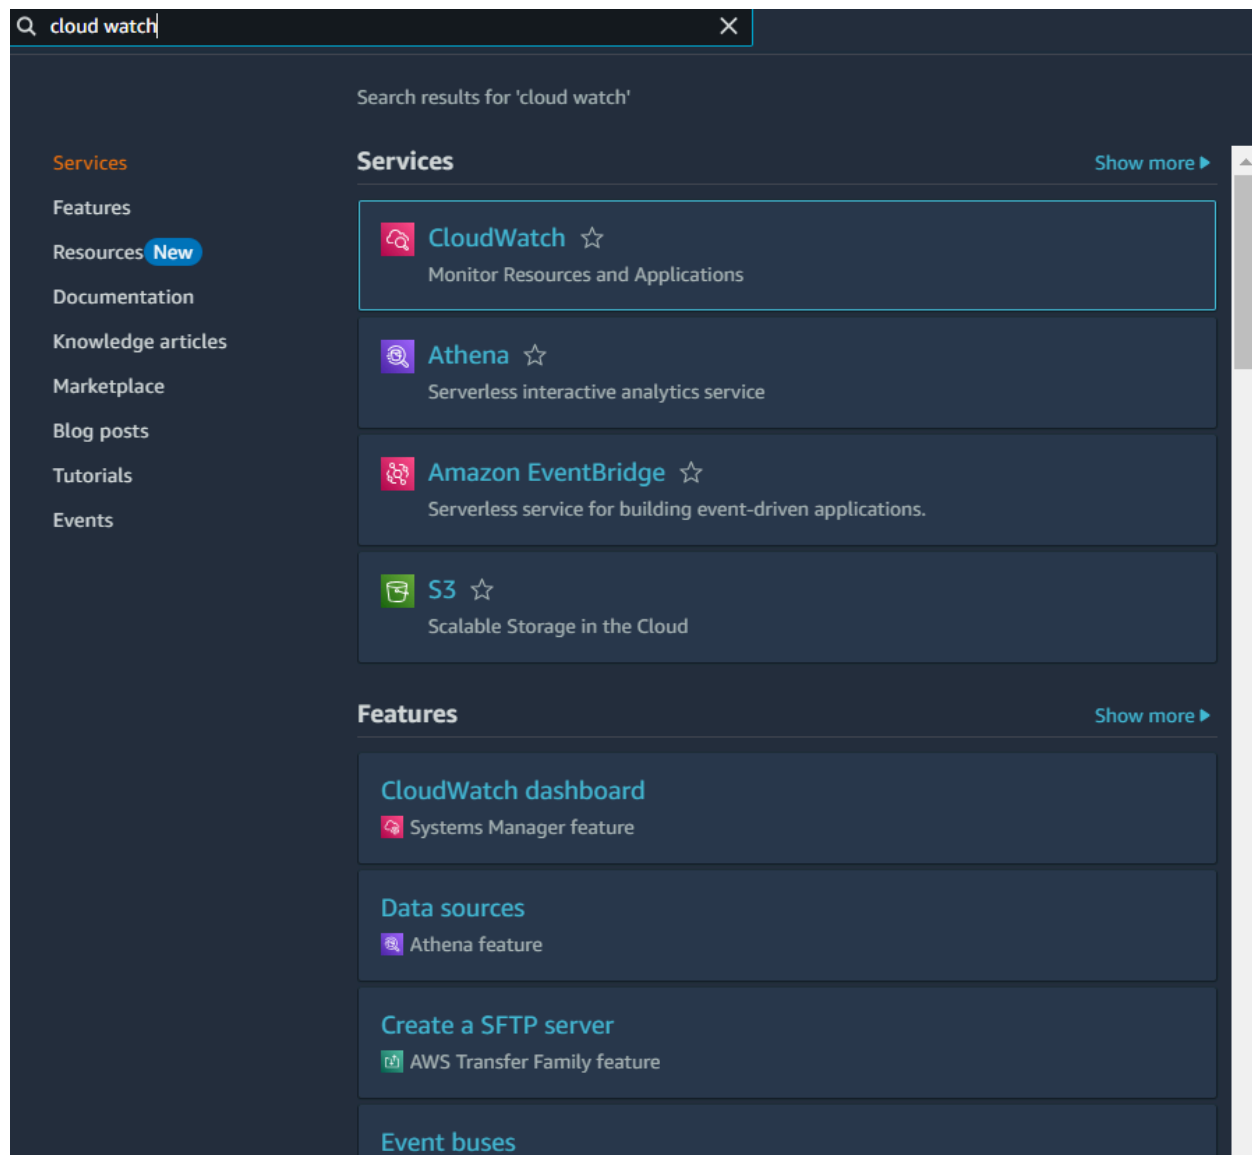 cloud watch
Search results for 'cloud watch'
Services
Features
Resources New
Documentation
Knowledge articles
Marketplace
Blog posts
Tutorials
Events
Services
Show more
CloudWatch
Monitor Resources and Applications
Athena
Serverless interactive analytics service
Amazon EventBridge
Serverless service for building event-driven applications.
S3
Scalable Storage in the Cloud
Features
Show more
CloudWatch dashboard
Systems Manager feature
Data sources
Athena feature
Create a SFTP server
AWS Transfer Family feature
Event buses